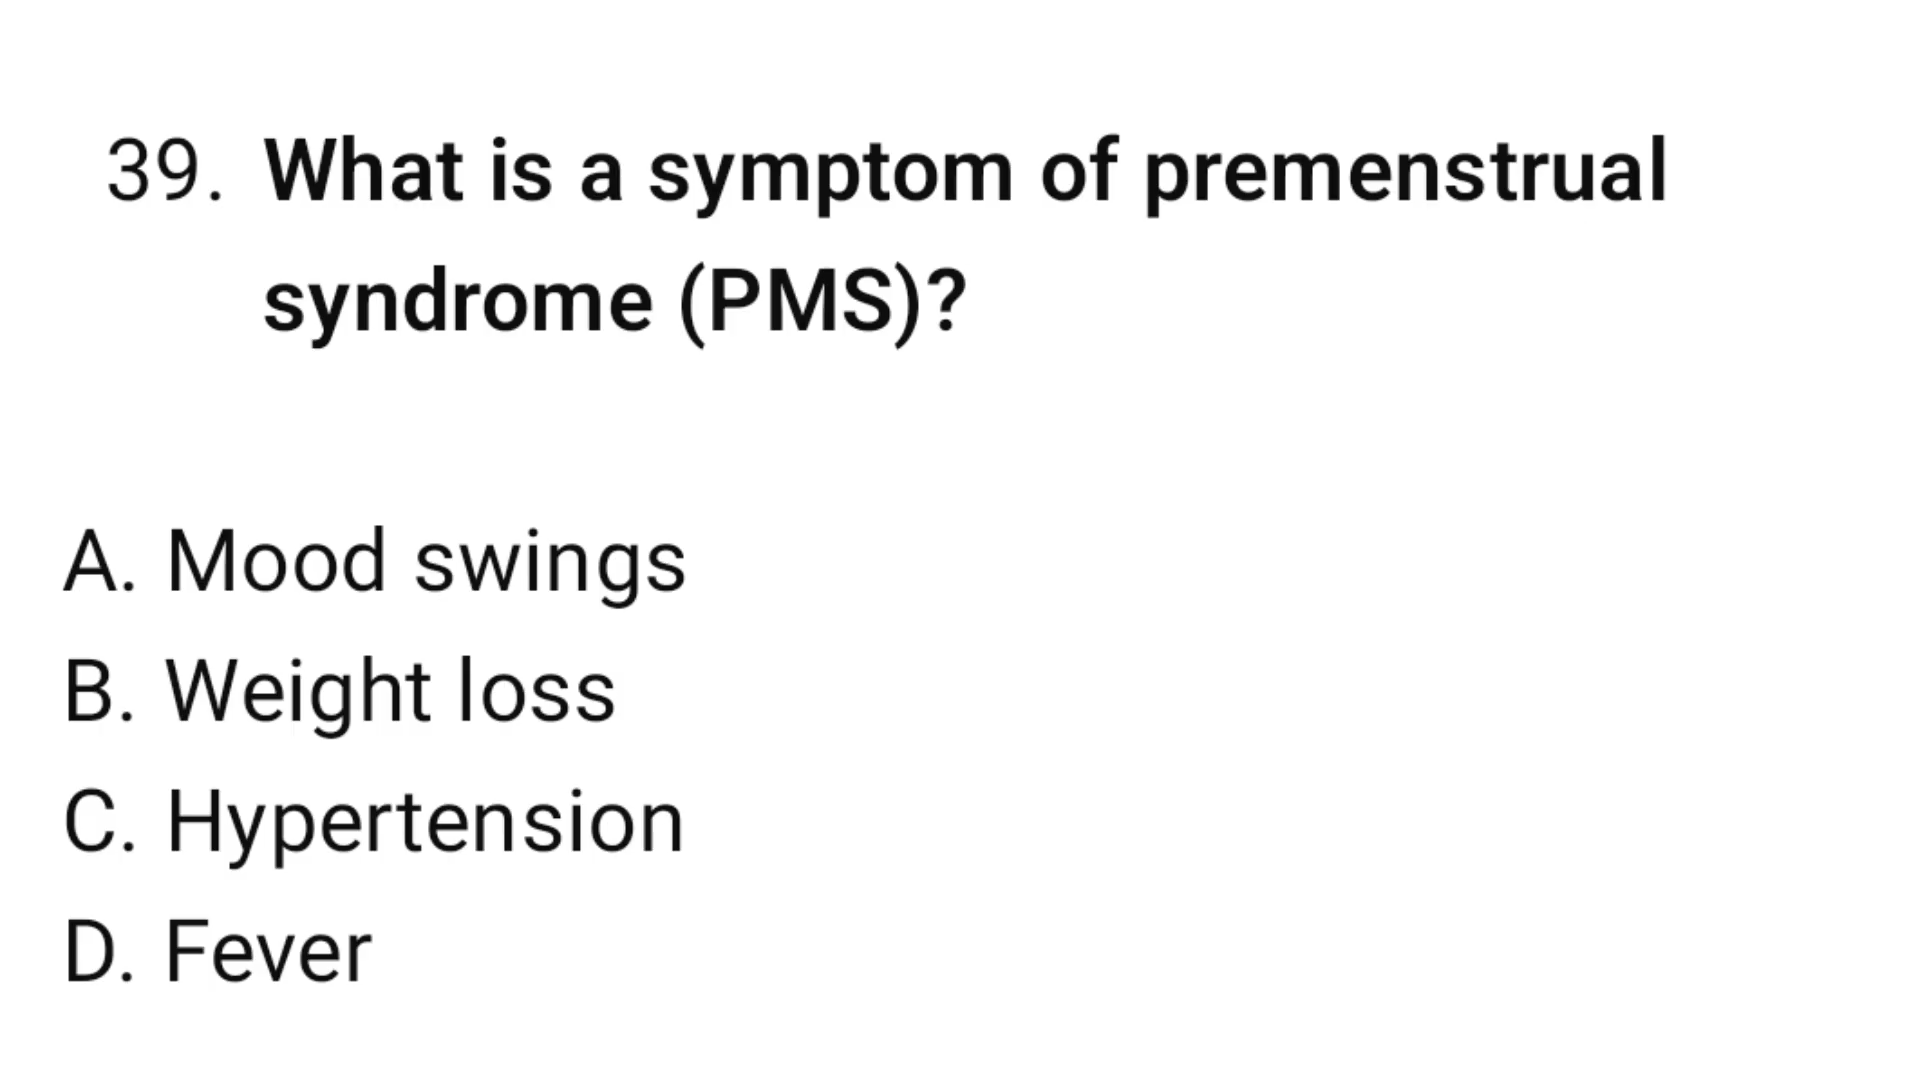 39. What is a symptom of premenstrual
syndrome (PMS)?
A. Mood swings
B. Weight loss
C. Hypertension
D. Fever